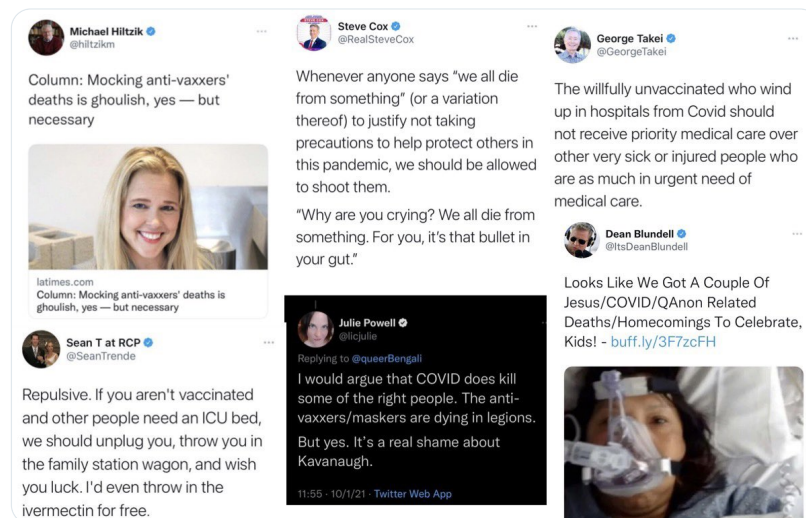 Michael Hiltzik
@hiltzikm
Column: Mocking anti-vaxxers'
deaths is ghoulish, yes — but
necessary
latimes.com
Column: Mocking anti-vaxxers' deaths is
ghoulish, yes — but necessary
Sean T at RCP
@SeanTrende
Repulsive. If you aren't vaccinated
and other people need an ICU bed,
we should unplug you, throw you in
the family station wagon, and wish
you luck. I'd even throw in the
ivermectin for free.
Steve Cox
@RealSteveCox
Whenever anyone says “we all die
from something” (or a variation
thereof) to justify not taking
precautions to help protect others in
this pandemic, we should be allowed
to shoot them.
“Why are you crying? We all die from
something. For you, it’s that bullet in
your gut.”
Julie Powell
@licjulie
Replying to @queerBengali
I would argue that COVID does kill
some of the right people. The anti-
vaxxers/maskers are dying in legions.
But yes. It’s a real shame about
Kavanaugh.
11:55 · 10/1/21 · Twitter Web App
George Takei
@GeorgeTakei
The willfully unvaccinated who wind
up in hospitals from Covid should
not receive priority medical care over
other very sick or injured people who
are as much in urgent need of
medical care.
Dean Blundell
@ItsDeanBlundell
Looks Like We Got A Couple Of
Jesus/COVID/QAnon Related
Deaths/Homecomings To Celebrate,
Kids! - buff.ly/3F7zcFH